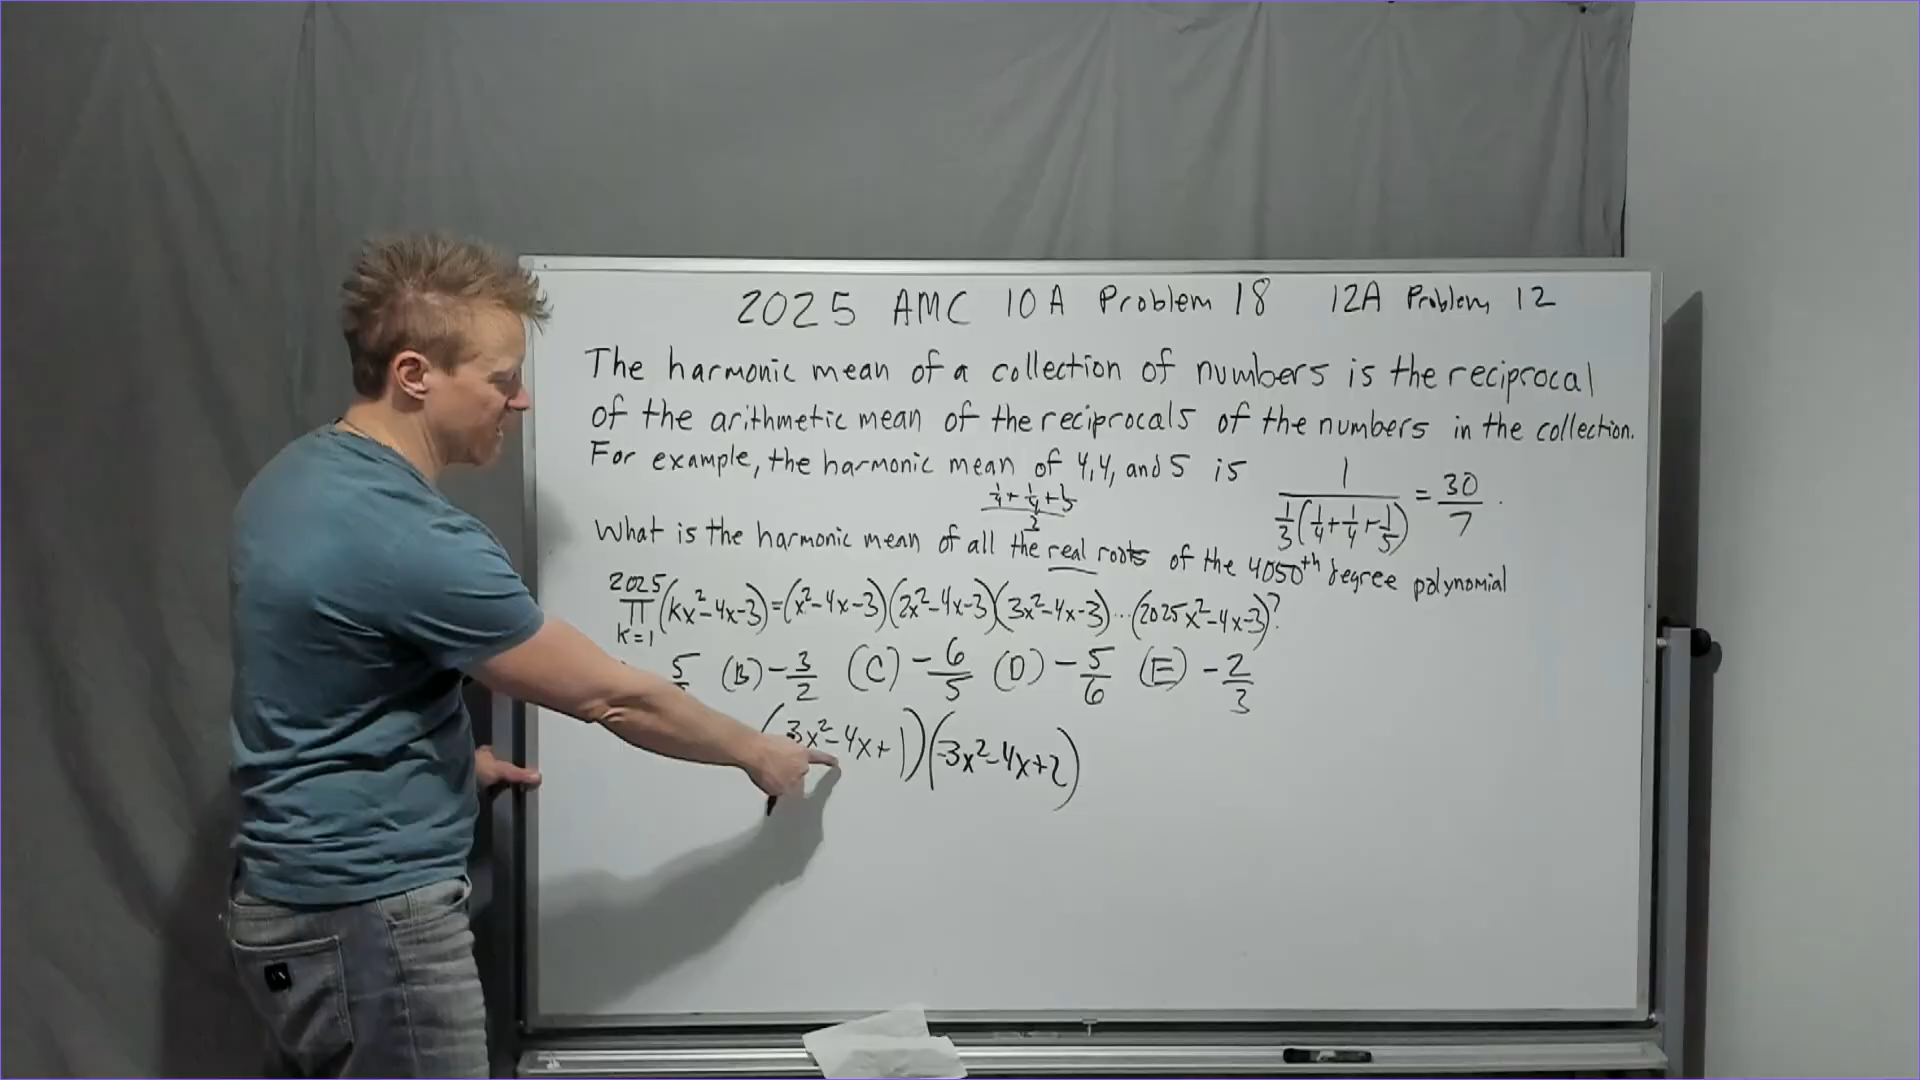 2025 AMC 10A Problem 18 12A Problem 12
The harmonic mean of a collection of numbers is the reciprocal
of the arithmetic mean of the reciprocals of the numbers in the collection.
For example, the harmonic mean of 4,4, and 5 is 1/(1/3(1/4+1/4+1/5)) = 30/7.
What is the harmonic mean of all the real roots of the 4050th degree polynomial
2025 Π k=1 (kx²-4x-3)=(x²-4x-3)(2x²-4x-3)(3x²-4x-3)...(2025x²-4x-3)?
(B) -3/2 (C) -6/5 (D) -5/6 (E) -2/3
(3x²-4x+1)(-3x²-4x+2)